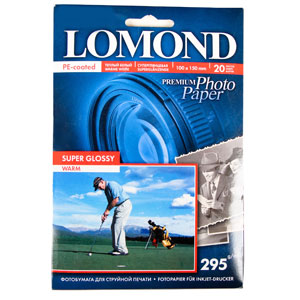 LOMOND
PE-coated
100 x 150 mm
20
PREMIUM Photo
Paper
SUPER GLOSSY
WARM
295
ФОТОБУМАГА ДЛЯ СТРУЙНОЙ ПЕЧАТИ • FOTOPAPIER FÜR INKJET-DRUCKER